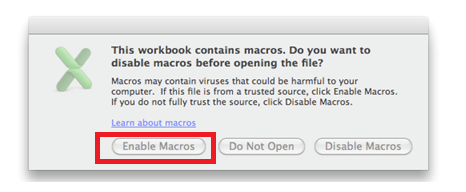 This workbook contains macros. Do you want to
disable macros before opening the file?
Macros may contain viruses that could be harmful to your
computer. If this file is from a trusted source, click Enable Macros.
If you do not fully trust the source, click Disable Macros.
Learn about macros
Enable Macros Do Not Open Disable Macros